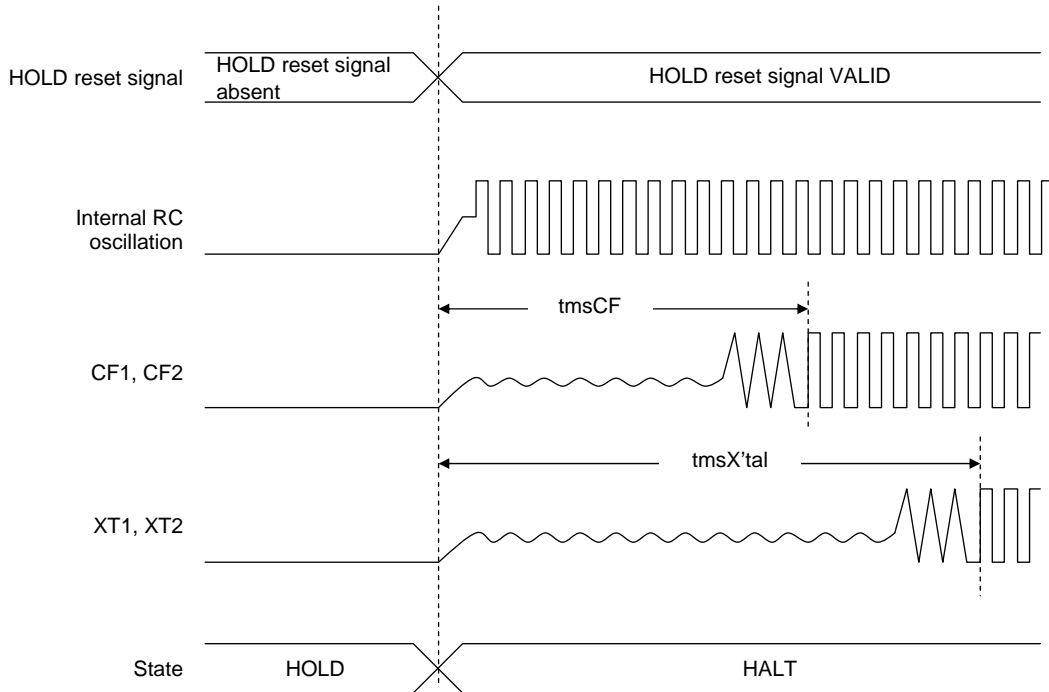 HOLD reset signal
HOLD reset signal
absent
HOLD reset signal VALID
Internal RC
oscillation
tmsCF
CF1, CF2
tmsX'tal
XT1, XT2
State
HOLD
HALT